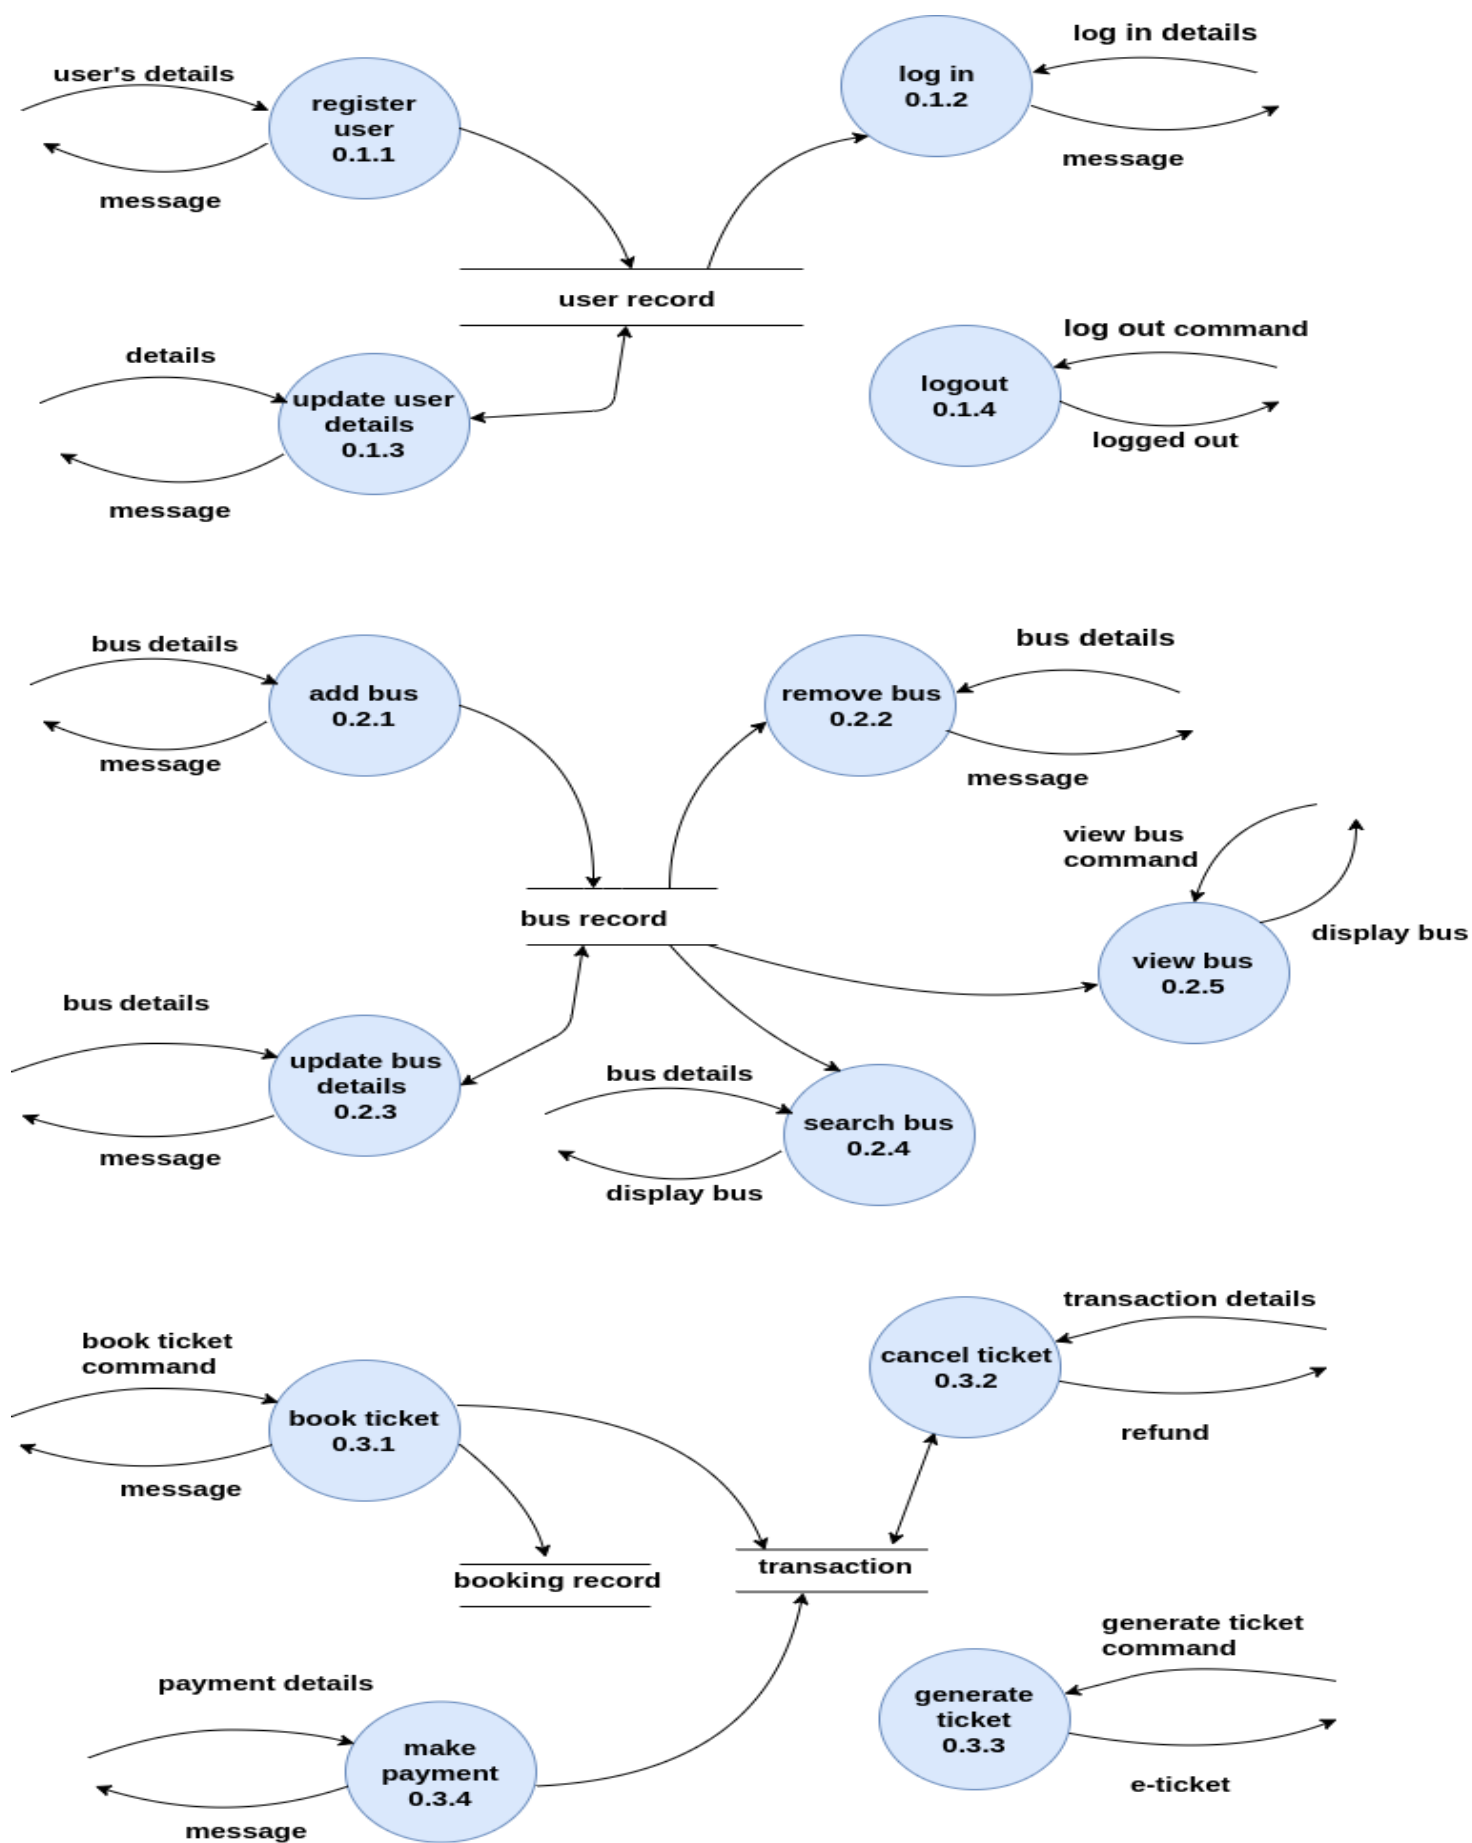 user's details
register
user
0.1.1
message
log in details
log in
0.1.2
message
user record
details
update user
details
0.1.3
message
log out command
logout
0.1.4
logged out
bus details
add bus
0.2.1
message
bus details
remove bus
0.2.2
message
view bus
command
bus record
view bus
0.2.5
display bus
bus details
update bus
details
0.2.3
message
bus details
search bus
0.2.4
display bus
book ticket
command
book ticket
0.3.1
message
transaction details
cancel ticket
0.3.2
refund
booking record
transaction
generate ticket
command
generate
ticket
0.3.3
e-ticket
payment details
make
payment
0.3.4
message